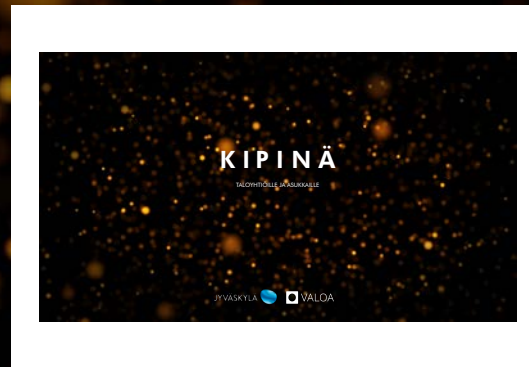 KIPINÄ
TALOYHTIÖILLE JA ASUKKAILLE
JYVÄSKYLÄ VALOA